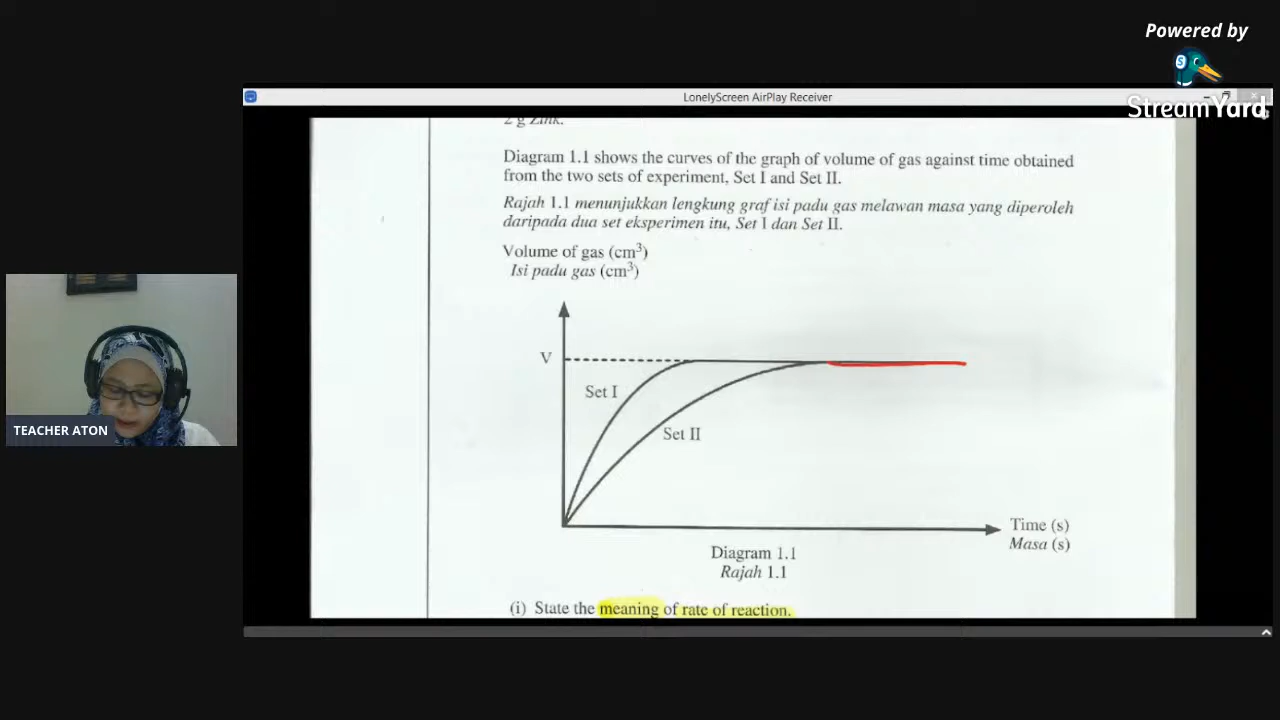 Powered by
StreamYard
LonelyScreen AirPlay Receiver
2 g Zink.
Diagram 1.1 shows the curves of the graph of volume of gas against time obtained
from the two sets of experiment, Set I and Set II.
Rajah 1.1 menunjukkan lengkung graf isi padu gas melawan masa yang diperoleh
daripada dua set eksperimen itu, Set I dan Set II.
Volume of gas (cm³)
Isi padu gas (cm³)
V
Set I
Set II
TEACHER ATON
Time (s)
Masa (s)
Diagram 1.1
Rajah 1.1
(i) State the meaning of rate of reaction.